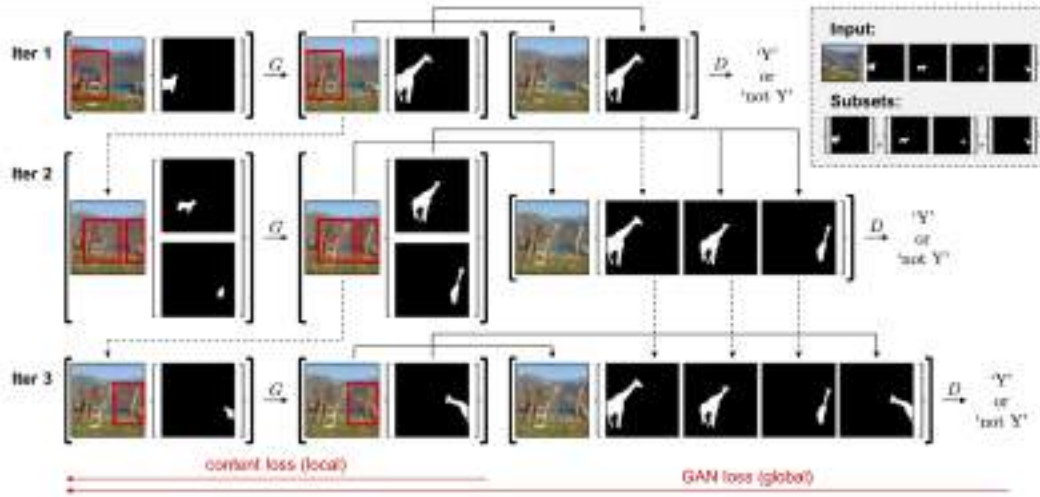 Iter 1
G
D
'Y'
or
'not Y'
Input:
Subsets:
Iter 2
G
D
'Y'
or
'not Y'
Iter 3
G
D
'Y'
or
'not Y'
content loss (local)
GAN loss (global)